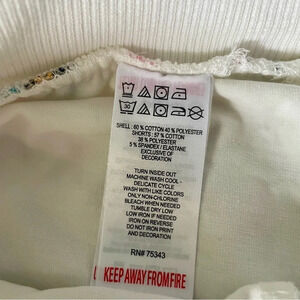 30
SHELL : 60 % COTTON 40 % POLYESTER
SHORTS : 57 % COTTON
38 % POLYESTER
5 % SPANDEX / ELASTANE
EXCLUSIVE OF
DECORATION
TURN INSIDE OUT
MACHINE WASH COOL -
DELICATE CYCLE
WASH WITH LIKE COLORS
ONLY NON-CHLORINE
BLEACH WHEN NEEDED
TUMBLE DRY LOW
LOW IRON IF NEEDED
IRON ON REVERSE
DO NOT IRON PRINT
AND DECORATION
RN# 75343
KEEP AWAY FROM FIRE